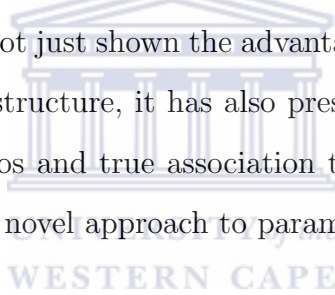 ot just shown the advanta
structure, it has also pres
os and true association t
novel approach to param
UNIVERSITY of the
WESTERN CAPE